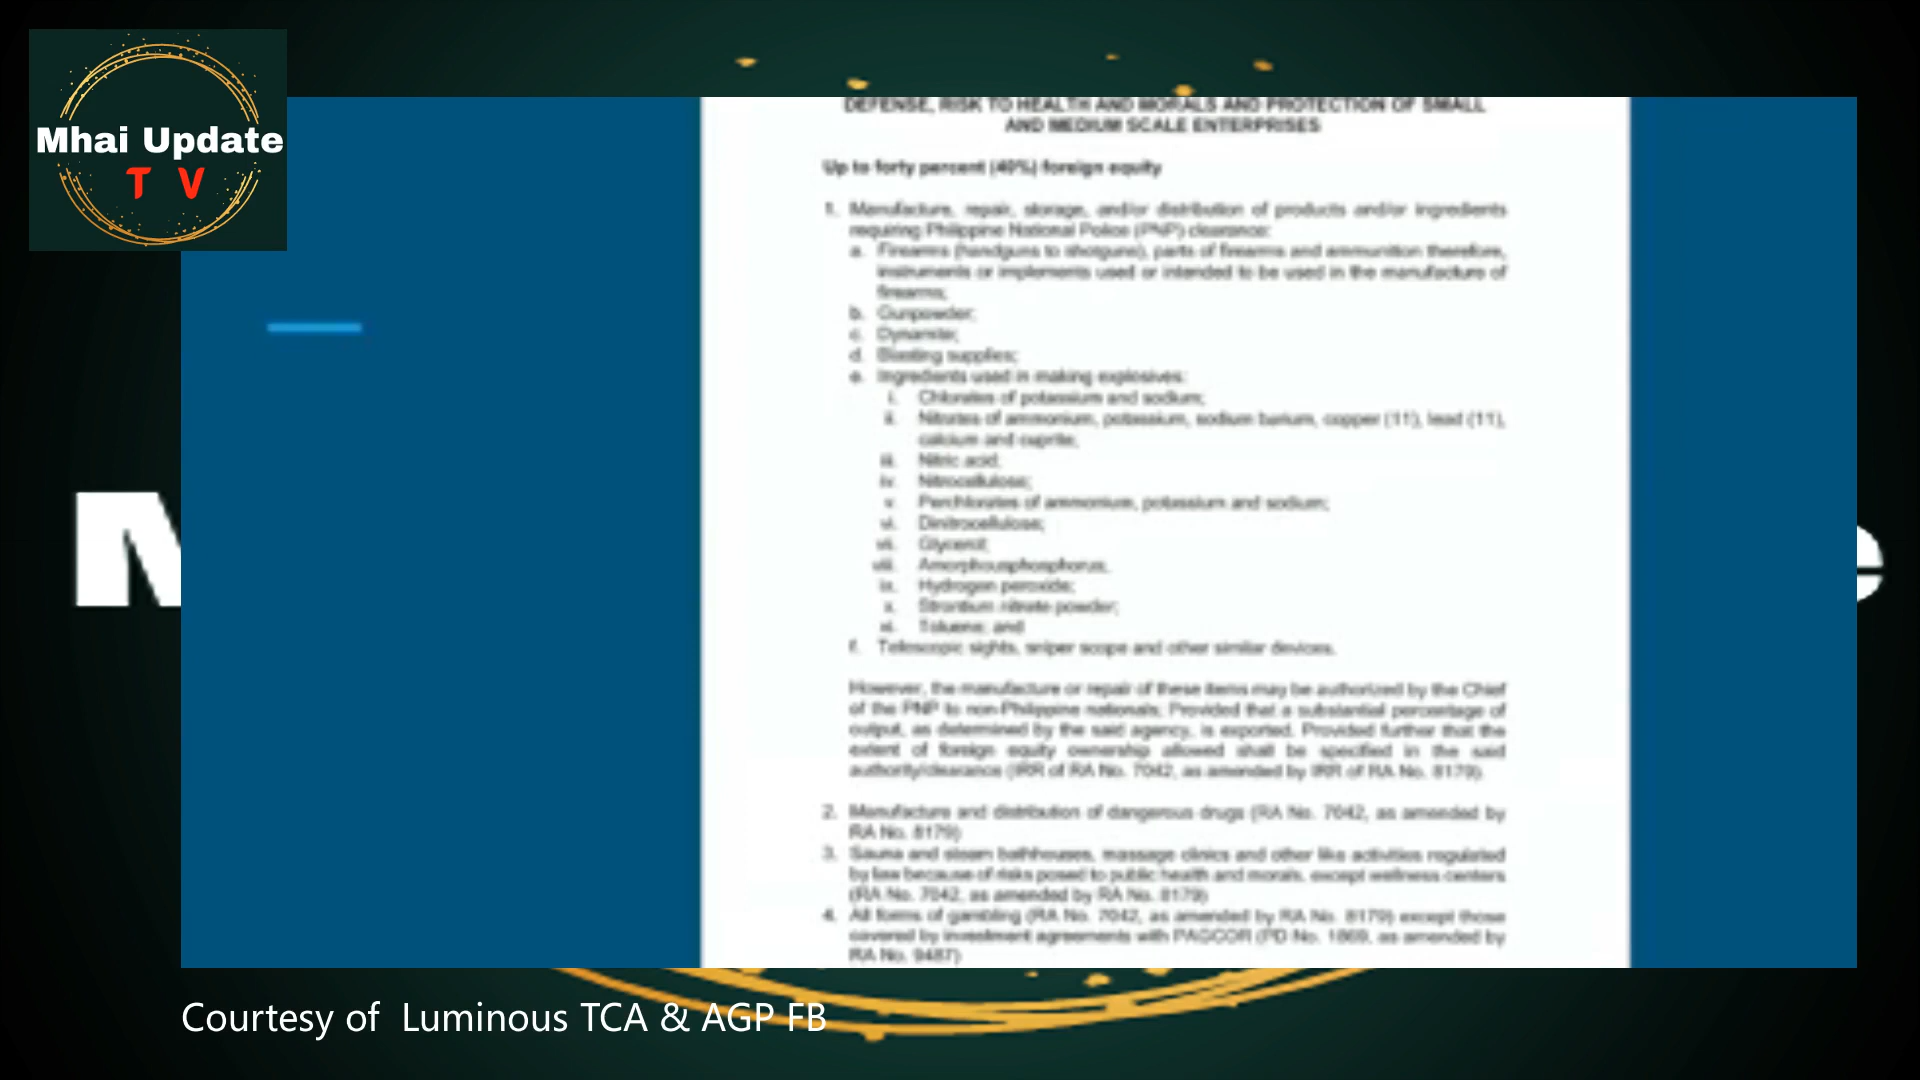 Mhai Update
T V
DEFENSE, RISK TO HEALTH AND MORALS AND PROTECTION OF SMALL
AND MEDIUM SCALE ENTERPRISES
Up to forty percent (40%) foreign equity
1. Manufacture, repair, storage, and/or distribution of products and/or ingredients
requiring Philippine National Police (PNP) clearance:
a. Firearms (handguns to shotguns), parts of firearms and ammunition therefore,
instruments or implements used or intended to be used in the manufacture of
firearms;
b. Gunpowder;
c. Dynamite;
d. Blasting supplies;
e. Ingredients used in making explosives:
i. Chlorates of potassium and sodium;
ii. Nitrates of ammonium, potassium, sodium barium, copper (11), lead (11),
calcium and cuprite;
iii. Nitric acid;
iv. Nitrocellulose;
v. Perchlorates of ammonium, potassium and sodium;
vi. Dinitrocellulose;
vii. Glycerol;
viii. Amorphousphosphorus;
ix. Hydrogen peroxide;
x. Strontium nitrate powder;
xi. Toluene; and
f. Telescopic sights, sniper scope and other similar devices.
However, the manufacture or repair of these items may be authorized by the Chief
of the PNP to non-Philippine nationals; Provided that a substantial percentage of
output, as determined by the said agency, is exported. Provided further that the
extent of foreign equity ownership allowed shall be specified in the said
authority/clearance (IRR of RA No. 7042, as amended by IRR of RA No. 8179).
2. Manufacture and distribution of dangerous drugs (RA No. 7042, as amended by
RA No. 8179)
3. Sauna and steam bathhouses, massage clinics and other like activities regulated
by law because of risks posed to public health and morals, except wellness centers
(RA No. 7042, as amended by RA No. 8179)
4. All forms of gambling (RA No. 7042, as amended by RA No. 8179) except those
covered by investment agreements with PAGCOR (PD No. 1869, as amended by
RA No. 9487)
M e
Courtesy of Luminous TCA & AGP FB